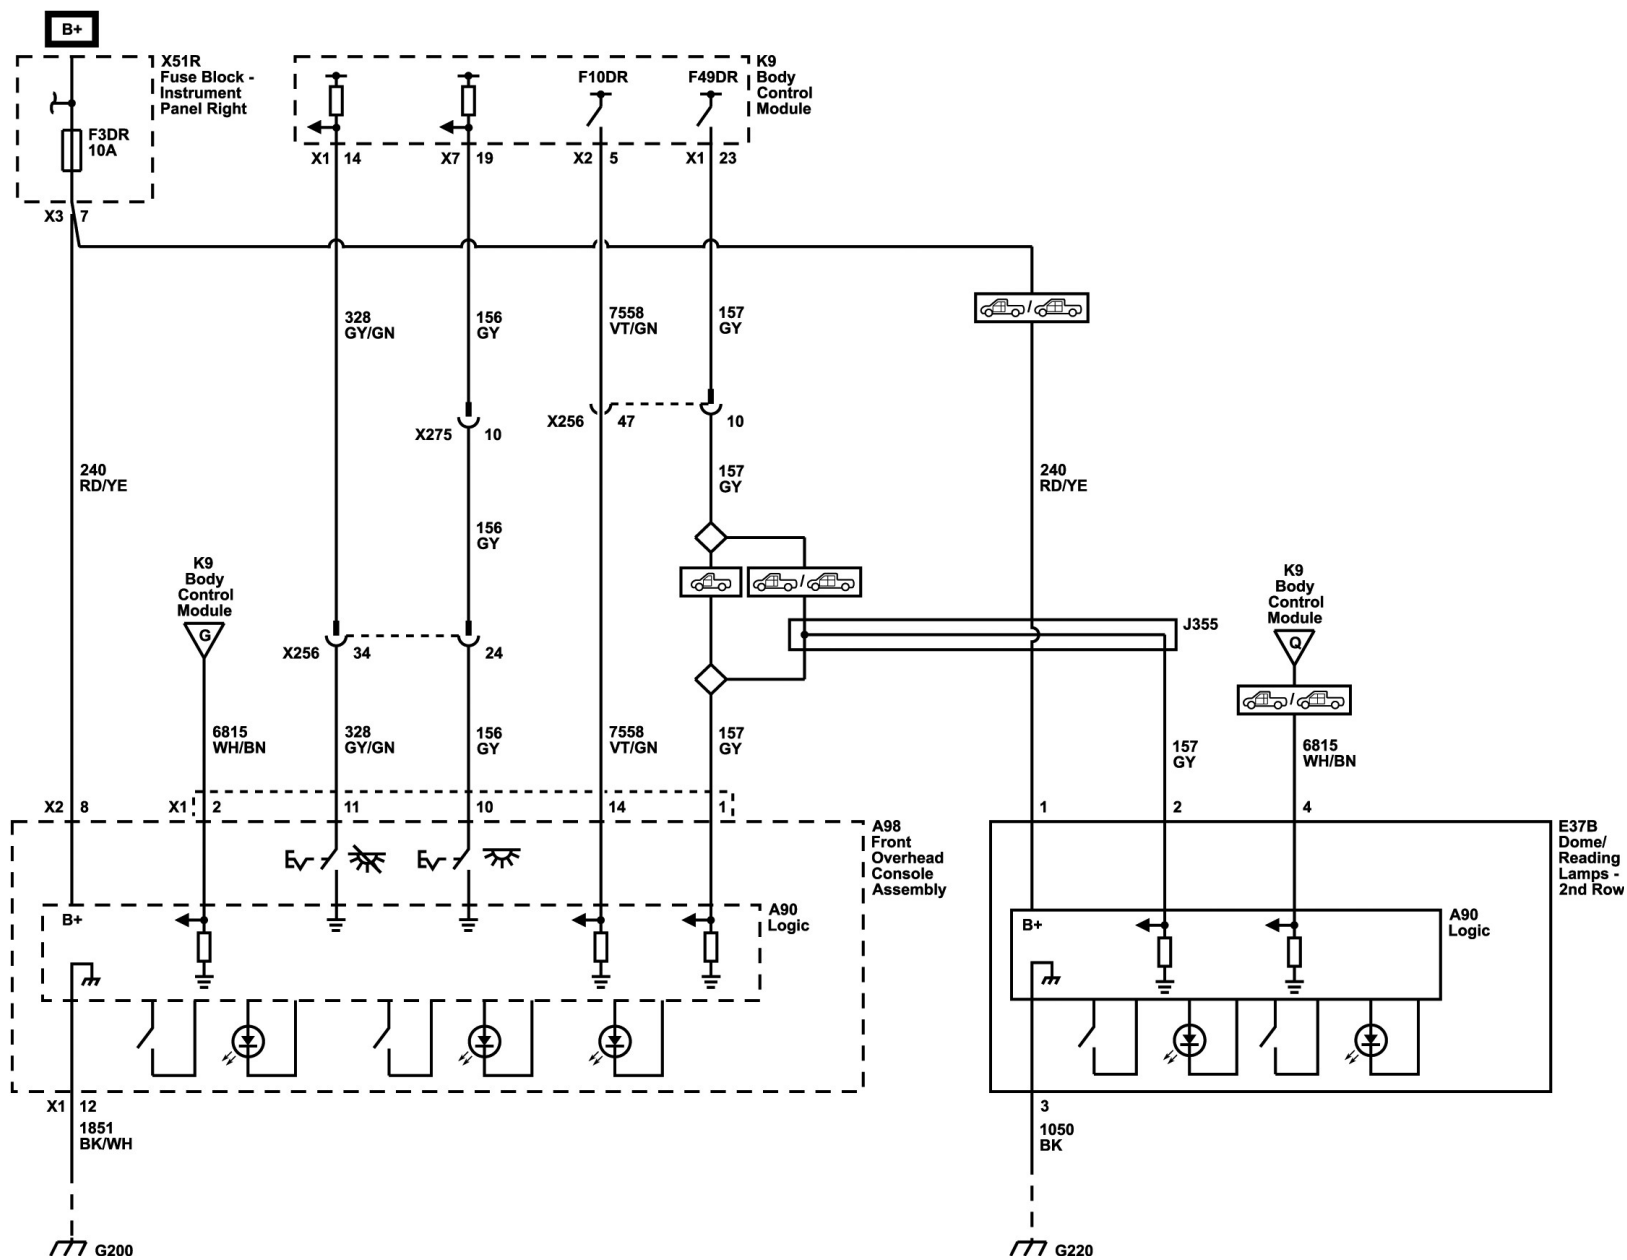 B+
X51R
Fuse Block -
Instrument
Panel Right
F3DR
10A
X3 7
K9
Body
Control
Module
F10DR
F49DR
X1 14
X7 19
X2 5
X1 23
328
GY/GN
156
GY
7558
VT/GN
157
GY
/
X275 10
X256 47
10
240
RD/YE
157
GY
240
RD/YE
156
GY
K9
Body
Control
Module
G
/
K9
Body
Control
Module
Q
J355
X256 34
24
/
6815
WH/BN
328
GY/GN
156
GY
7558
VT/GN
157
GY
157
GY
6815
WH/BN
X2 8
X1 2
11
10
14
1
1
2
4
A98
Front
Overhead
Console
Assembly
E37B
Dome/
Reading
Lamps -
2nd Row
B+
A90
Logic
B+
A90
Logic
X1 12
1851
BK/WH
3
1050
BK
G200
G220